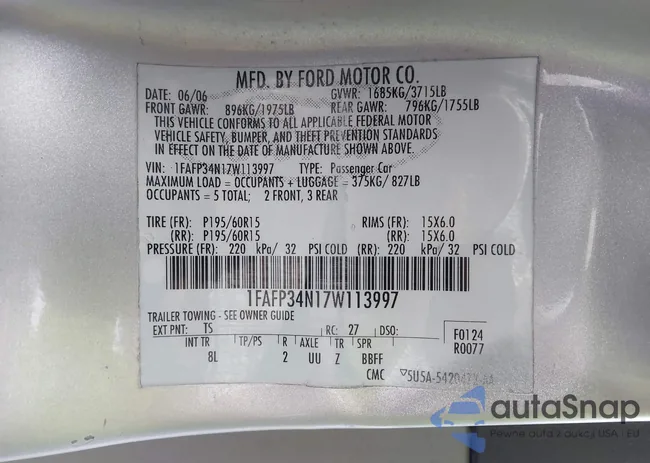 MFD. BY FORD MOTOR CO.
DATE: 06/06 GVWR: 1685KG/3715LB
FRONT GAWR: 896KG/1975LB REAR GAWR: 796KG/1755LB
THIS VEHICLE CONFORMS TO ALL APPLICABLE FEDERAL MOTOR
VEHICLE SAFETY, BUMPER, AND THEFT PREVENTION STANDARDS
IN EFFECT ON THE DATE OF MANUFACTURE SHOWN ABOVE.
VIN: 1FAFP34N17W113997 TYPE: Passenger Car
MAXIMUM LOAD = OCCUPANTS + LUGGAGE = 375KG/ 827LB
OCCUPANTS = 5 TOTAL; 2 FRONT, 3 REAR
TIRE (FR): P195/60R15 RIMS (FR): 15X6.0
(RR): P195/60R15 (RR): 15X6.0
PRESSURE (FR): 220 kPa/ 32 PSI COLD (RR): 220 kPa/ 32 PSI COLD
1FAFP34N17W113997
TRAILER TOWING - SEE OWNER GUIDE
EXT PNT: TS RC: 27 DSO: F0124
INT TR TP/PS R AXLE TR SPR R0077
8L 2 UU Z BBFF
CMC
autaSnap
Pewne auta z aukcji USA - EU